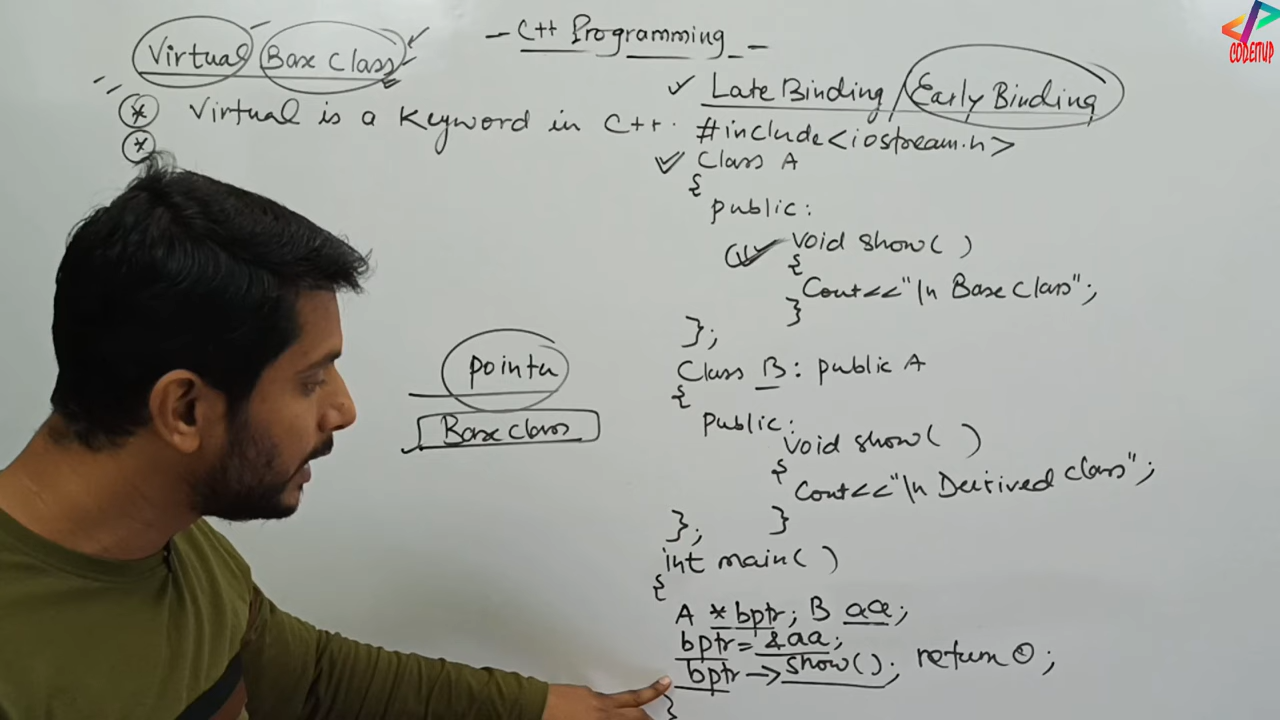 - C++ Programming -
CODEITUP
Virtual Base Class
* Virtual is a Keyword in C++.
*
Late Binding / Early Binding
#include<iostream.h>
Class A
{
public:
void show( )
{
Cout<<"\n Base Class";
}
};
Class B : public A
{
public:
void show( )
{
Cout<<"\n Derived Class";
}
};
int main( )
{
A *bptr; B aa;
bptr = &aa;
bptr -> show(); return 0;
}
pointer
Base class